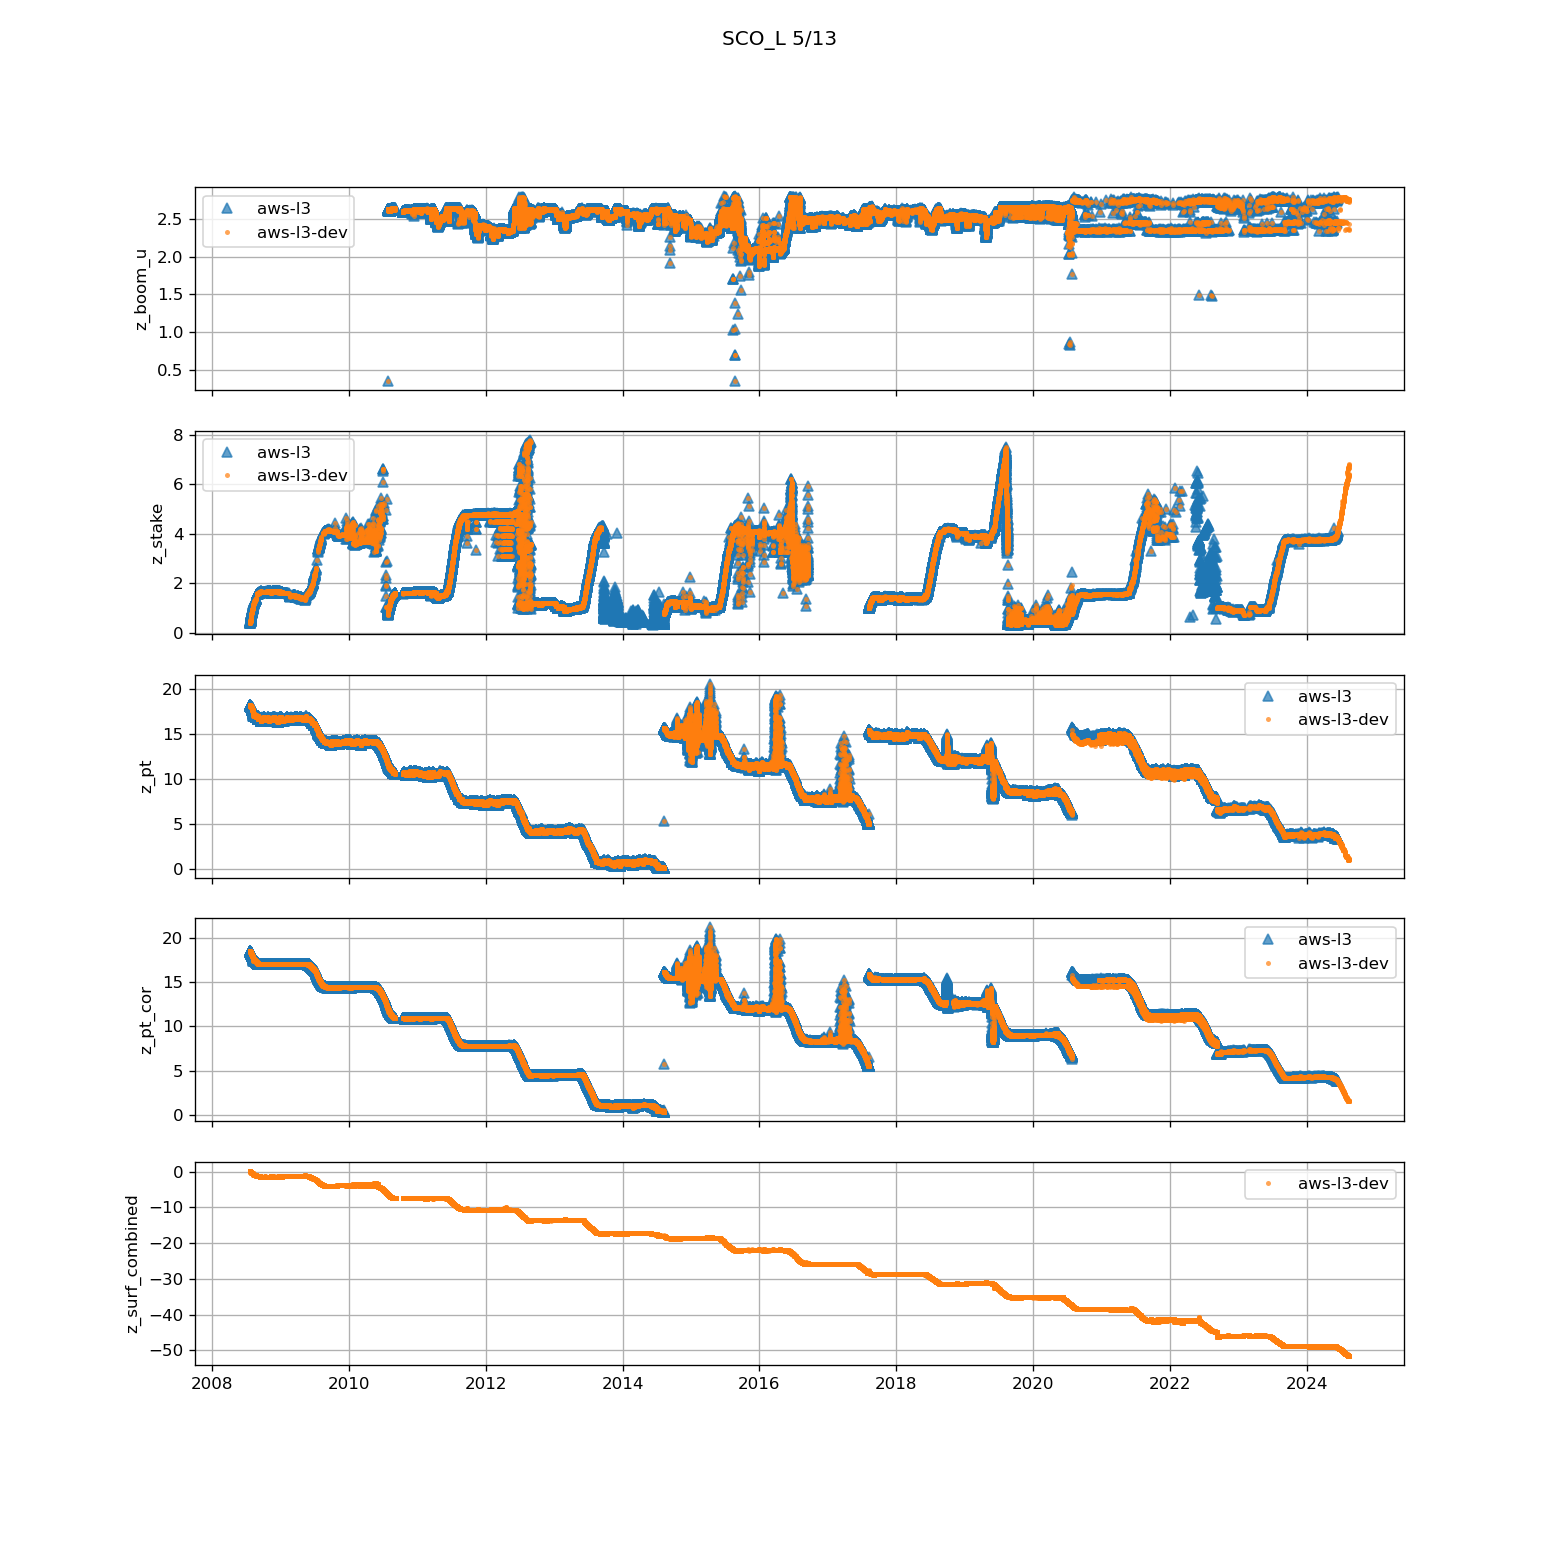 SCO_L 5/13
aws-l3
aws-l3-dev
z_boom_u
2.5
2.0
1.5
1.0
0.5
aws-l3
aws-l3-dev
z_stake
8
6
4
2
0
aws-l3
aws-l3-dev
z_pt
20
15
10
5
0
aws-l3
aws-l3-dev
z_pt_cor
20
15
10
5
0
aws-l3-dev
z_surf_combined
0
−10
−20
−30
−40
−50
2008 2010 2012 2014 2016 2018 2020 2022 2024